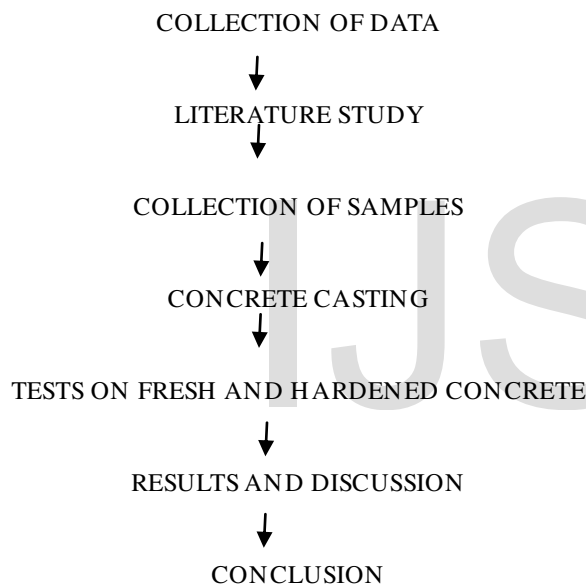 COLLECTION OF DATA
LITERATURE STUDY
COLLECTION OF SAMPLES
CONCRETE CASTING
TESTS ON FRESH AND HARDENED CONCRETE
RESULTS AND DISCUSSION
CONCLUSION
IJS